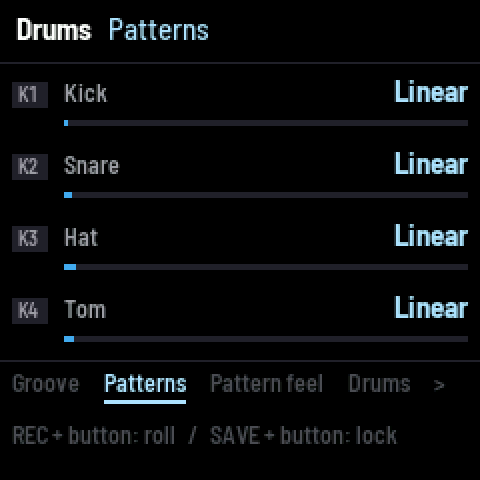 Drums Patterns
K1 Kick Linear
K2 Snare Linear
K3 Hat Linear
K4 Tom Linear
Groove Patterns Pattern feel Drums >
REC + button: roll / SAVE + button: lock